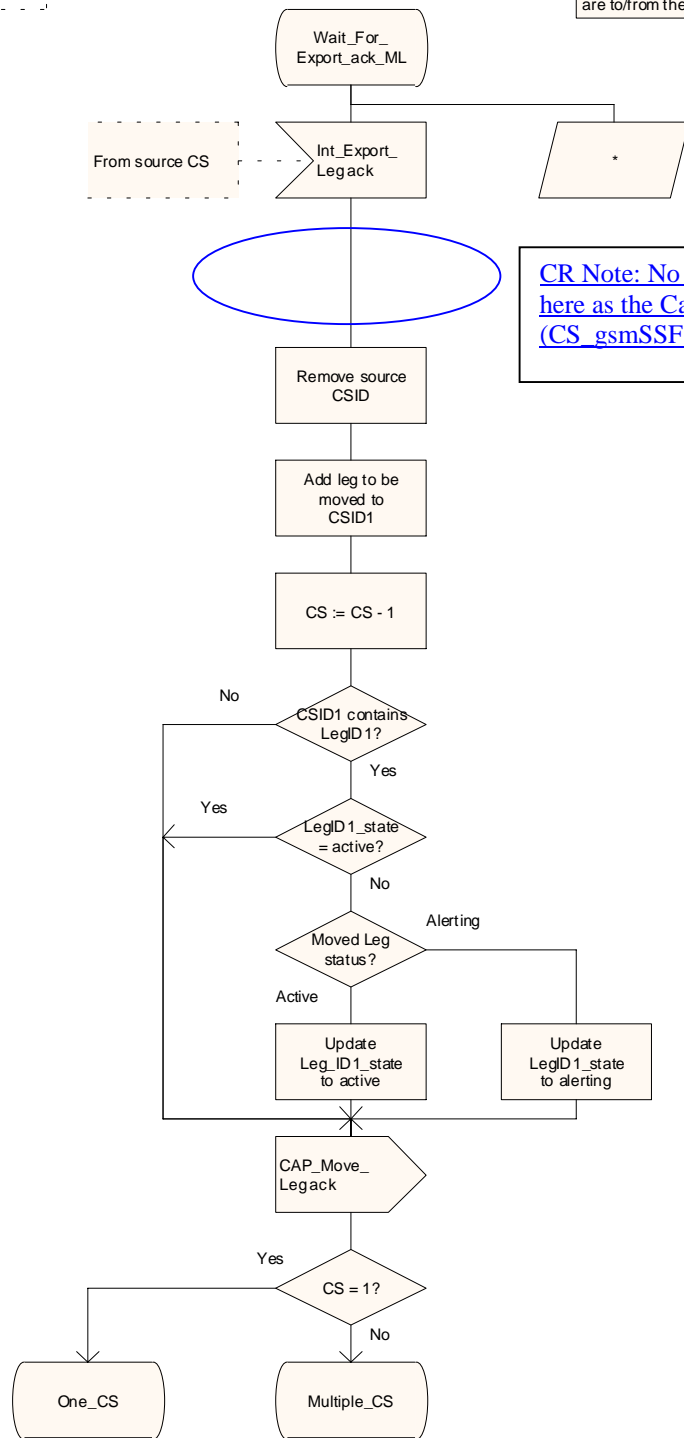 are to/from the
Wait_For_
Export_ack_ML
From source CS
Int_Export_
Legack
*
CR Note: No
here as the Ca
(CS_gsmSSF
Remove source
CSID
Add leg to be
moved to
CSID1
CS := CS - 1
No
CSID1 contains
LegID1?
Yes
Yes
LegID1_state
= active?
No
Alerting
Moved Leg
status?
Active
Update
Leg_ID1_state
to active
Update
LegID1_state
to alerting
CAP_Move_
Legack
Yes
CS = 1?
No
One_CS
Multiple_CS